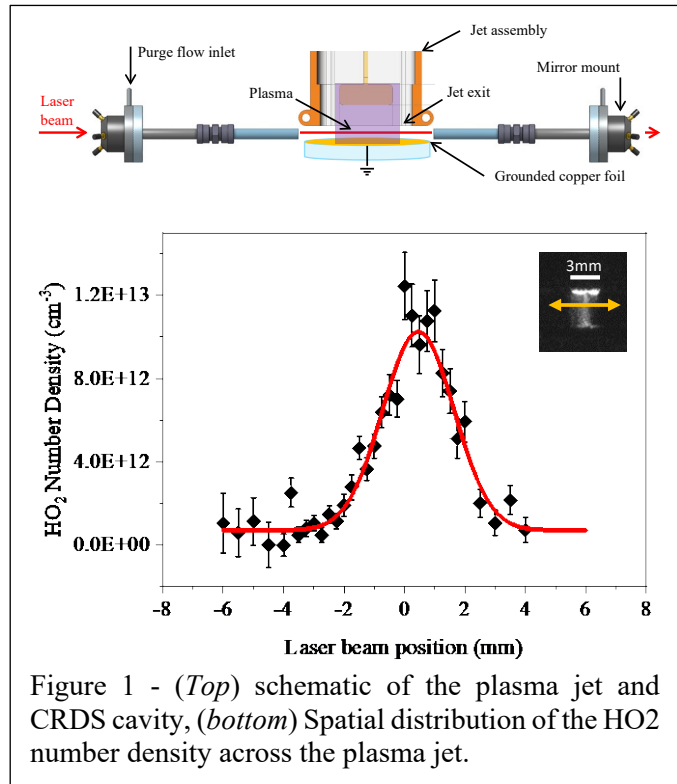 Jet assembly
Purge flow inlet
Mirror mount
Plasma
Jet exit
Laser
beam
Grounded copper foil
HO₂ Number Density (cm⁻³)
1.2E+13
8.0E+12
4.0E+12
0.0E+00
3mm
-8 -6 -4 -2 0 2 4 6 8
Laser beam position (mm)
Figure 1 - (Top) schematic of the plasma jet and
CRDS cavity, (bottom) Spatial distribution of the HO2
number density across the plasma jet.